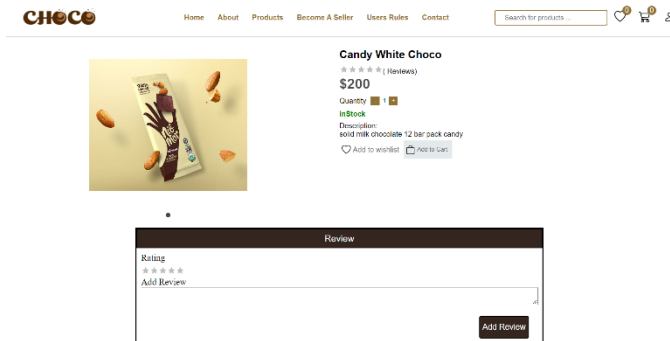 CHOCO
Home About Products Become A Seller Users Rules Contact
Search for products ...
0
0
Candy White Choco
( Reviews)
$200
Quantity - 1 +
InStock
Description:
solid milk chocolate 12 bar pack candy
Add to wishlist
Add to Cart
Review
Rating
Add Review
Add Review